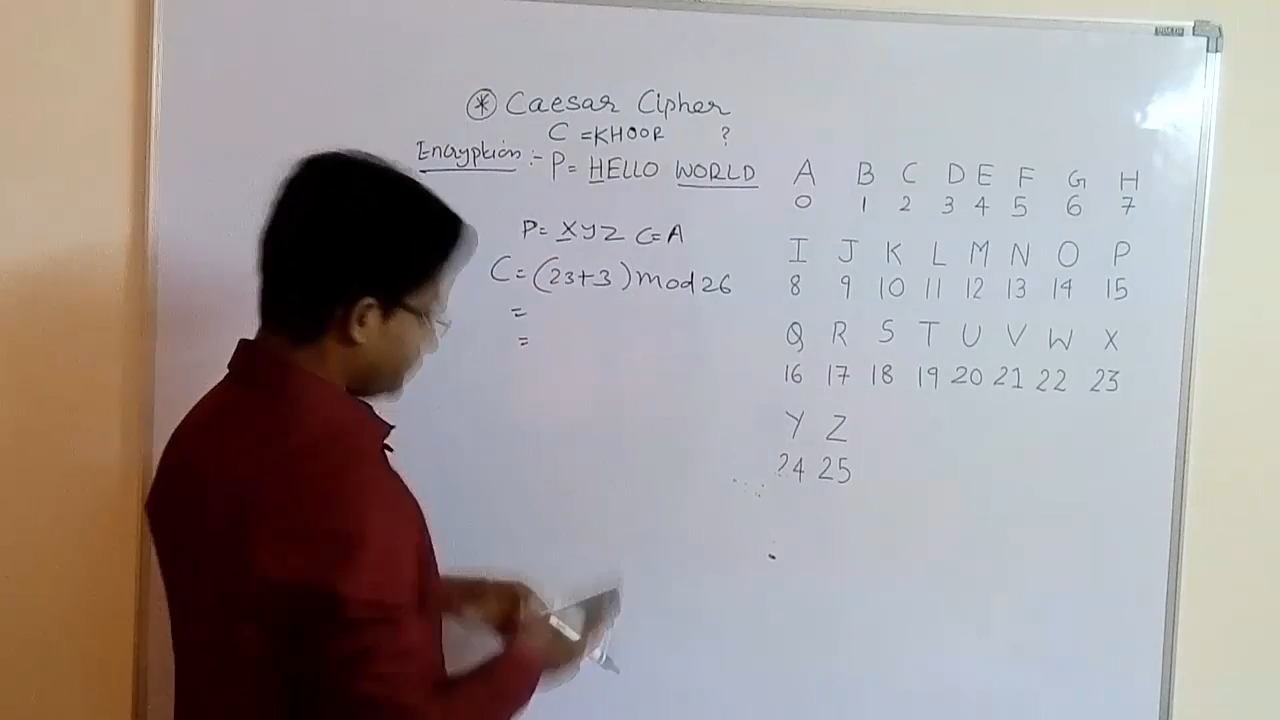 ✱ Caesar Cipher
C = KHOOR ?
Encryption :- P = HELLO WORLD
P = XYZ C = A
C = (23+3) mod 26
=
=
A B C D E F G H
0 1 2 3 4 5 6 7
I J K L M N O P
8 9 10 11 12 13 14 15
Q R S T U V W X
16 17 18 19 20 21 22 23
Y Z
24 25